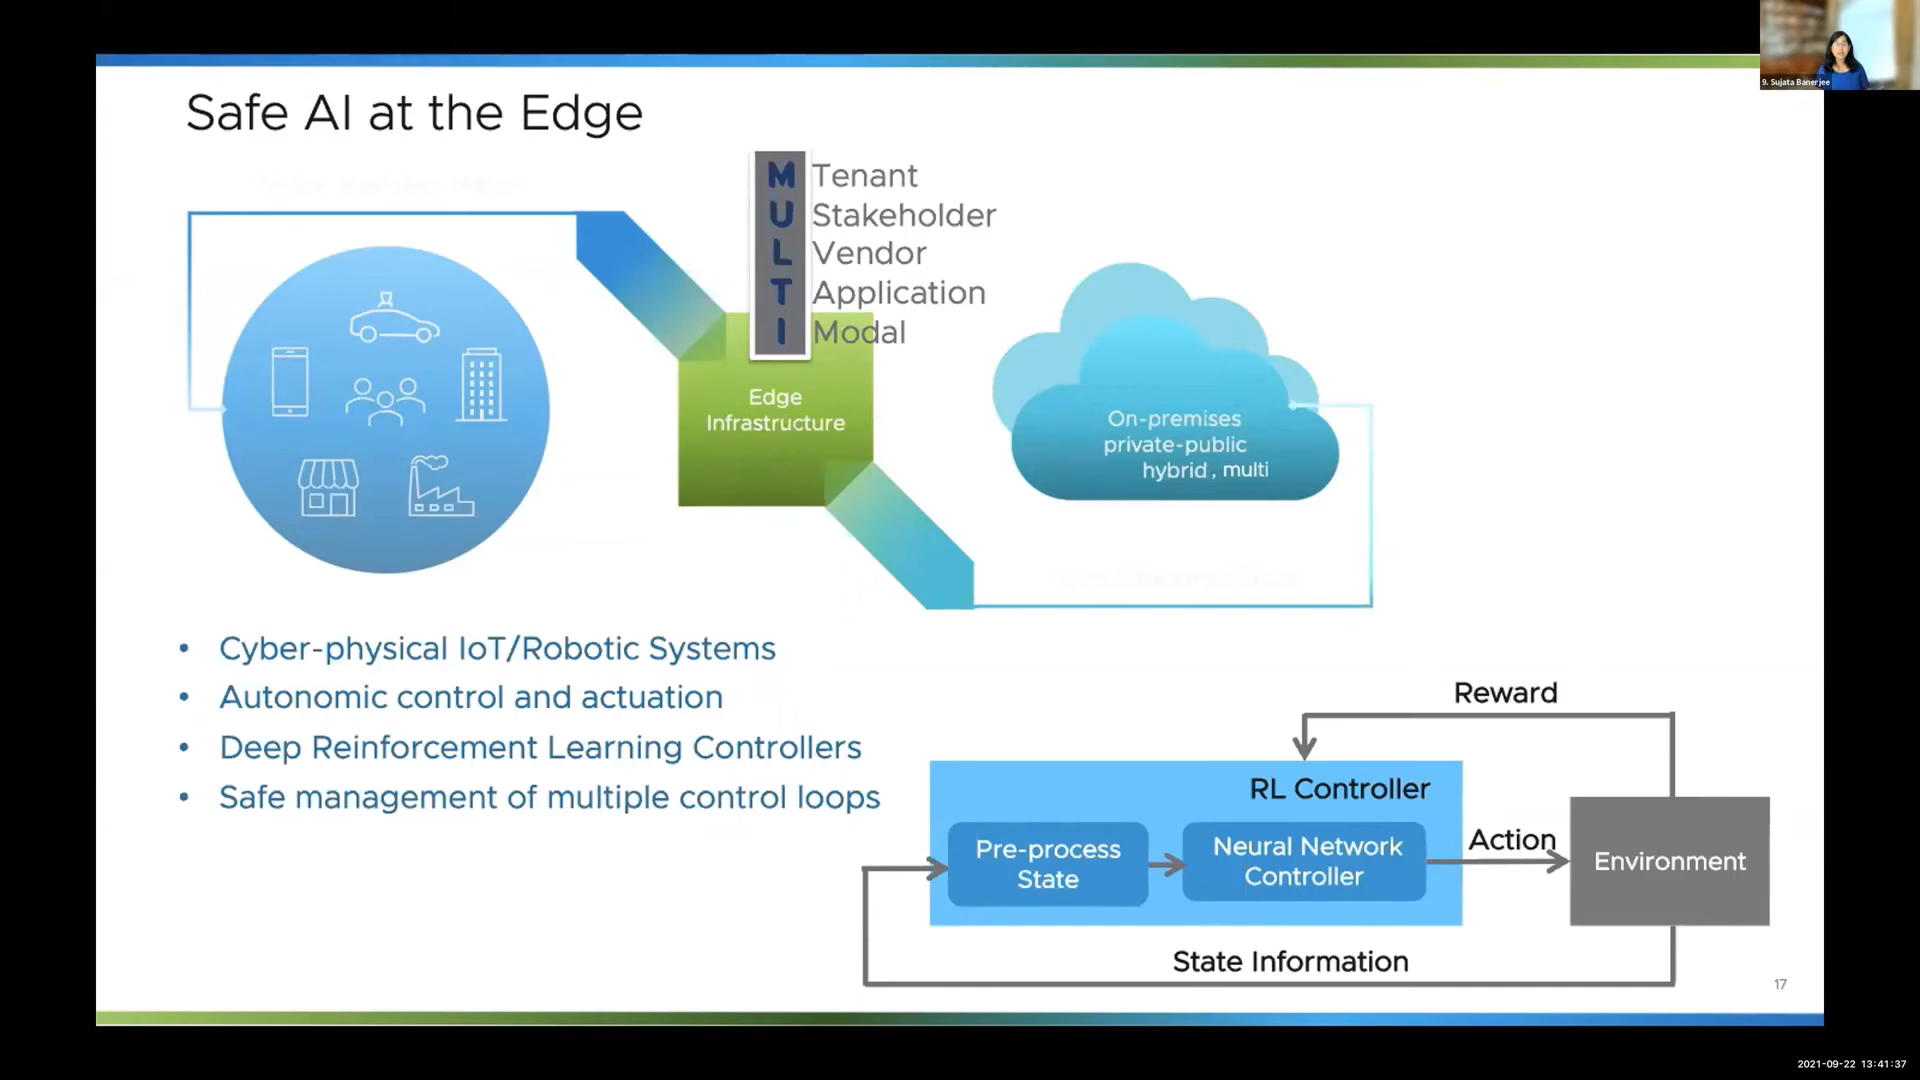 9. Sujata Banerjee
Safe AI at the Edge
M Tenant
U Stakeholder
L Vendor
T Application
I Modal
Edge
Infrastructure
On-premises
private-public
hybrid, multi
• Cyber-physical IoT/Robotic Systems
• Autonomic control and actuation
• Deep Reinforcement Learning Controllers
• Safe management of multiple control loops
Reward
RL Controller
Pre-process
State
Neural Network
Controller
Action
Environment
State Information
17
2021-09-22 13:41:37